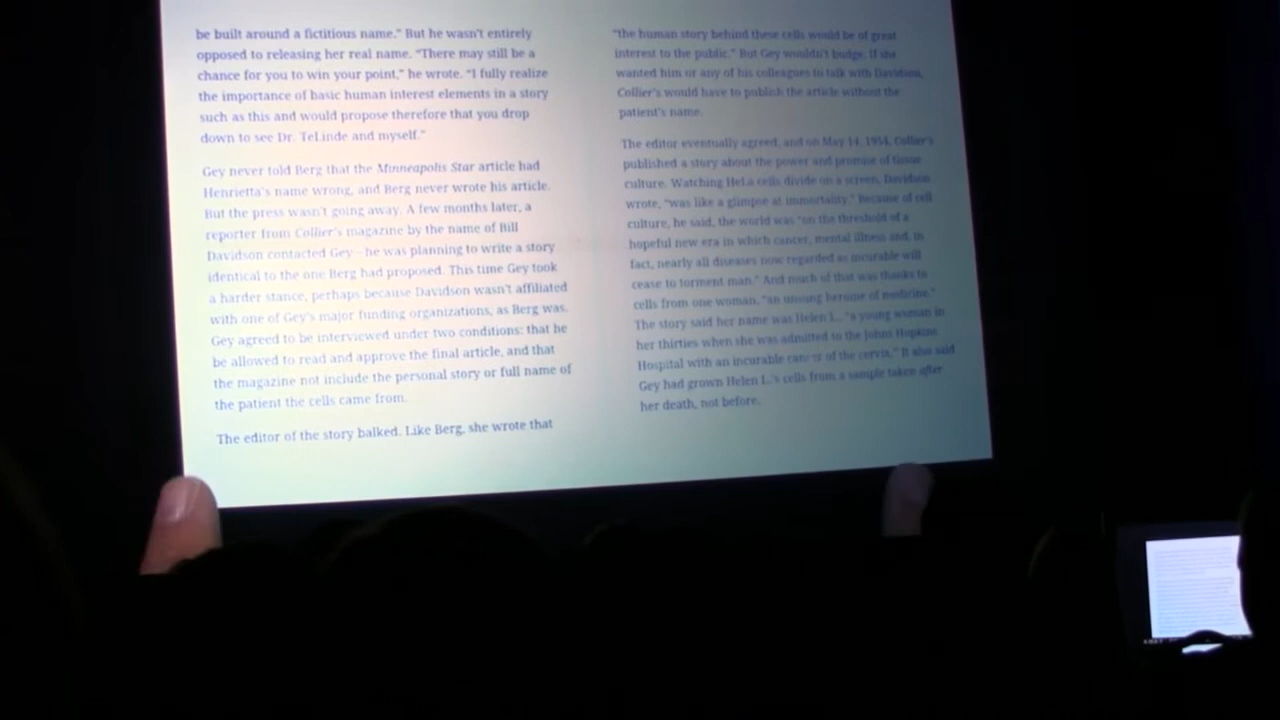 be built around a fictitious name." But he wasn't entirely
opposed to releasing her real name. "There may still be a
chance for you to win your point," he wrote. "I fully realize
the importance of basic human interest elements in a story
such as this and would propose therefore that you drop
down to see Dr. TeLinde and myself."
Gey never told Berg that the Minneapolis Star article had
Henrietta's name wrong, and Berg never wrote his article.
But the press wasn't going away. A few months later, a
reporter from Collier's magazine by the name of Bill
Davidson contacted Gey—he was planning to write a story
identical to the one Berg had proposed. This time Gey took
a harder stance, perhaps because Davidson wasn't affiliated
with one of Gey's major funding organizations, as Berg was.
Gey agreed to be interviewed under two conditions: that he
be allowed to read and approve the final article, and that
the magazine not include the personal story or full name of
the patient the cells came from.
The editor of the story balked. Like Berg, she wrote that
"the human story behind these cells would be of great
interest to the public." But Gey wouldn't budge. If she
wanted him or any of his colleagues to talk with Davidson,
Collier's would have to publish the article without the
patient's name.
The editor eventually agreed, and on May 14, 1954, Collier's
published a story about the power and promise of tissue
culture. Watching HeLa cells divide on a screen, Davidson
wrote, "was like a glimpse at immortality." Because of cell
culture, he said, the world was "on the threshold of a
hopeful new era in which cancer, mental illness and, in
fact, nearly all diseases now regarded as incurable will
cease to torment man." And much of that was thanks to
cells from one woman, "an unsung heroine of medicine."
The story said her name was Helen L., "a young woman in
her thirties when she was admitted to the Johns Hopkins
Hospital with an incurable cancer of the cervix." It also said
Gey had grown Helen L.'s cells from a sample taken after
her death, not before.